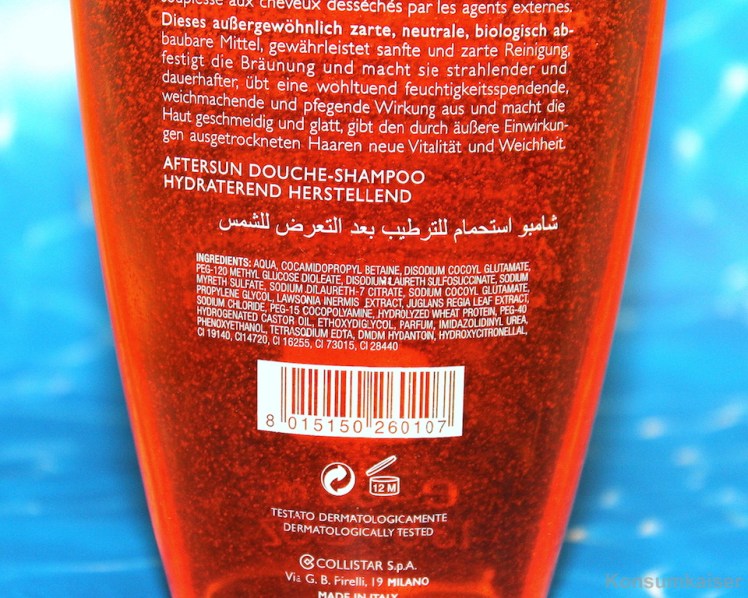 souplesse aux cheveux desséchés par les agents externes.
Dieses außergewöhnlich zarte, neutrale, biologisch ab-
baubare Mittel, gewährleistet sanfte und zarte Reinigung,
festigt die Bräunung und macht sie strahlender und
dauerhafter, übt eine wohltuend feuchtigkeitsspendende,
weichmachende und pfegende Wirkung aus und macht die
Haut geschmeidig und glatt, gibt den durch äußere Einwirkun-
gen ausgetrockneten Haaren neue Vitalität und Weichheit.
AFTERSUN DOUCHE-SHAMPOO
HYDRATEREND HERSTELLEND
شامبو استحمام للترطيب بعد التعرض للشمس
INGREDIENTS: AQUA, COCAMIDOPROPYL BETAINE, DISODIUM COCOYL GLUTAMATE,
PEG-120 METHYL GLUCOSE DIOLEATE, DISODIUM LAURETH SULFOSUCCINATE, SODIUM
MYRETH SULFATE, SODIUM DILAURETH-7 CITRATE, SODIUM COCOYL GLUTAMATE,
PROPYLENE GLYCOL, LAWSONIA INERMIS EXTRACT, JUGLANS REGIA LEAF EXTRACT,
SODIUM CHLORIDE, PEG-15 COCOPOLYAMINE, HYDROLYZED WHEAT PROTEIN, PEG-40
HYDROGENATED CASTOR OIL, ETHOXYDIGLYCOL, PARFUM, IMIDAZOLIDINYL UREA,
PHENOXYETHANOL, TETRASODIUM EDTA, DMDM HYDANTOIN, HYDROXYCITRONELLAL,
CI 19140, CI14720, CI 16255, CI 73015, CI 28440
8 015150 260107
12 M
TESTATO DERMATOLOGICAMENTE
DERMATOLOGICALLY TESTED
COLLISTAR S.p.A.
Via G. B. Pirelli, 19 MILANO
MADE IN ITALY
Konsumkaiser